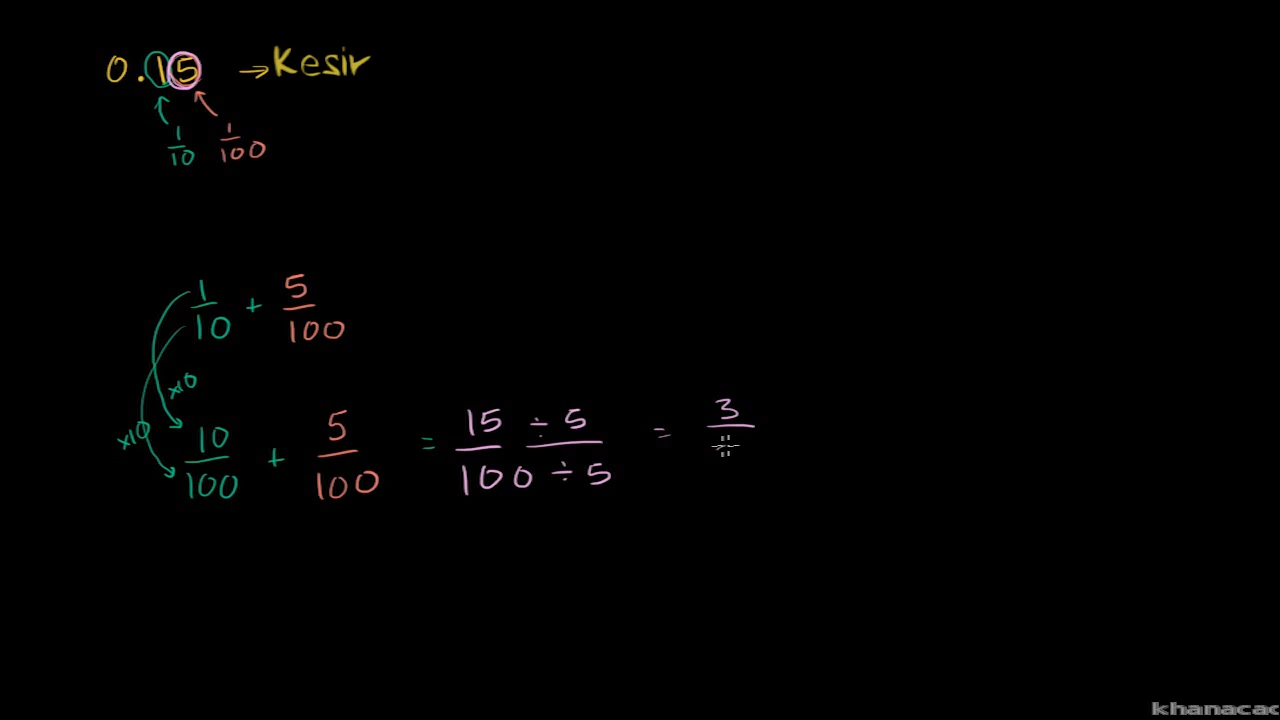 0.15 → Kesir
1/10 1/100
1/10 + 5/100
×10
×10
10/100 + 5/100 = 15 ÷ 5 / 100 ÷ 5 = 3/
khanacac